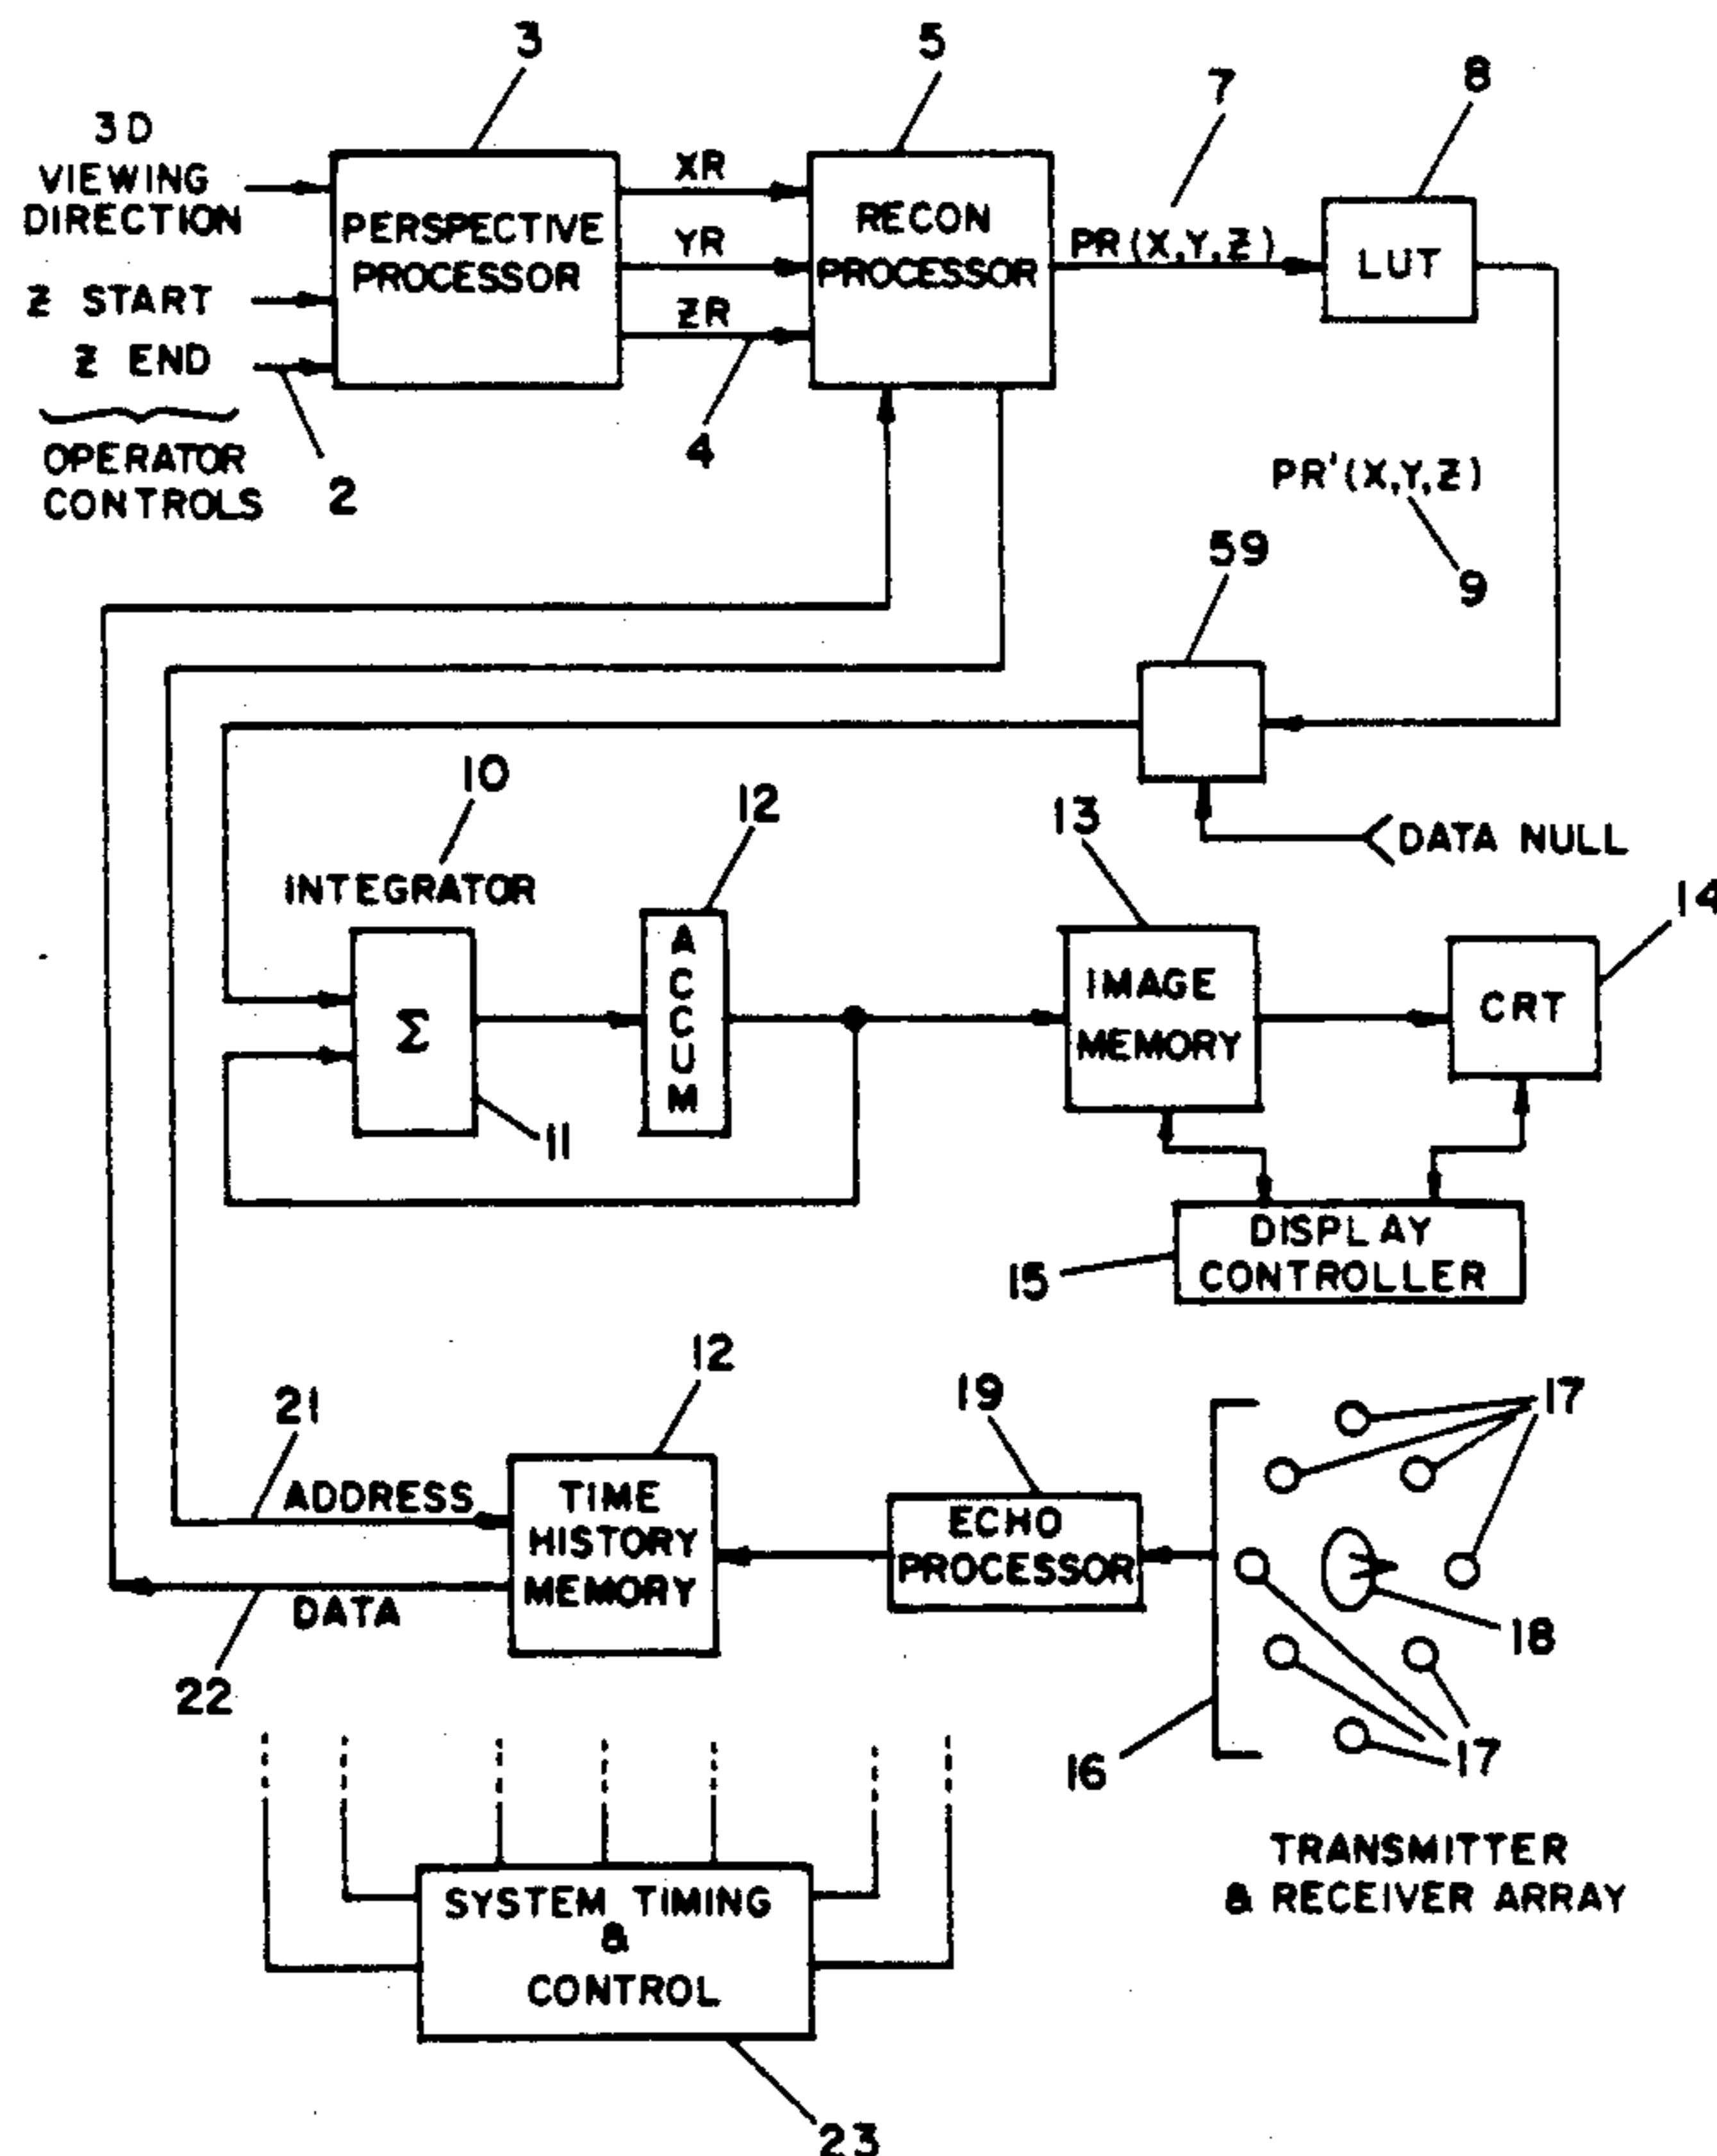 3
5
7
8
3D
VIEWING
DIRECTION
Z START
Z END
OPERATOR
CONTROLS
2
PERSPECTIVE
PROCESSOR
XR
YR
ZR
4
RECON
PROCESSOR
PR(X,Y,Z)
LUT
PR'(X,Y,Z)
9
59
DATA NULL
10
INTEGRATOR
Σ
11
12
ACCUM
13
IMAGE
MEMORY
14
CRT
DISPLAY
CONTROLLER
15
21
ADDRESS
DATA
22
12
TIME
HISTORY
MEMORY
19
ECHO
PROCESSOR
17
18
16
17
TRANSMITTER
& RECEIVER ARRAY
SYSTEM TIMING
&
CONTROL
23